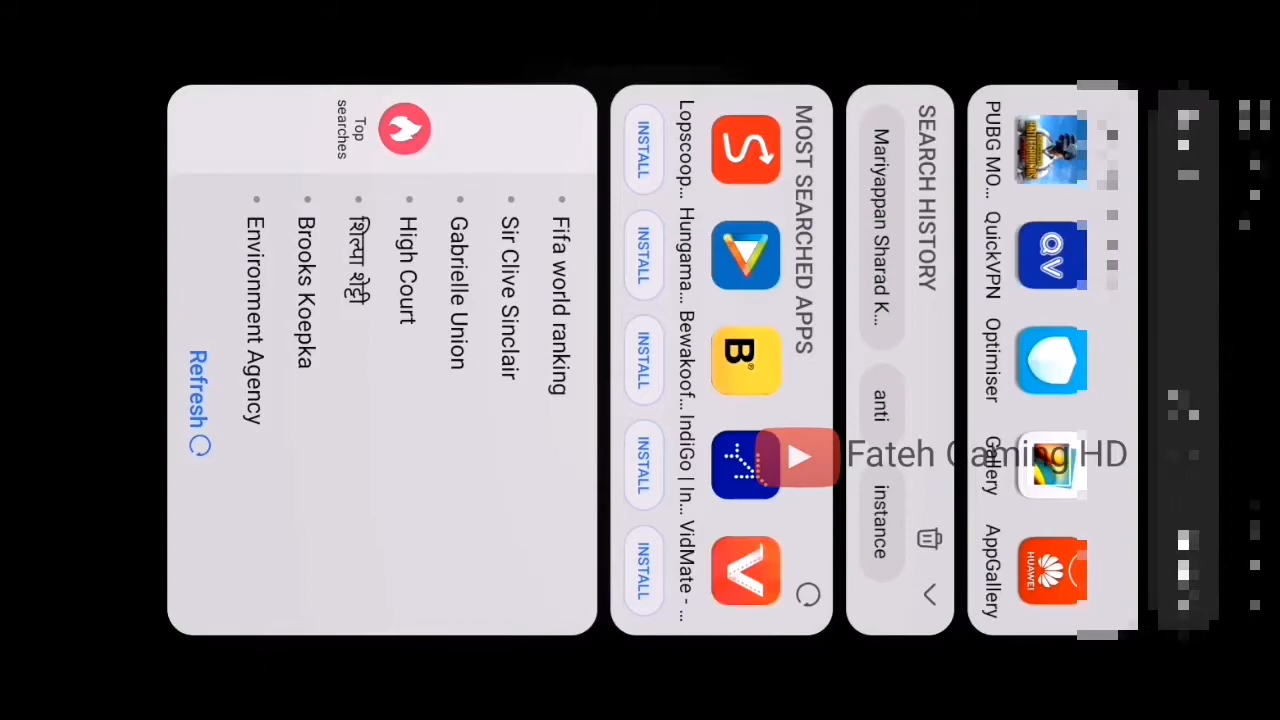 PUBG MO... QuickVPN Optimiser Gallery AppGallery
HUAWEI
SEARCH HISTORY
Mariyappan Sharad K... anti instance
MOST SEARCHED APPS
B
Lopscoop... Hungama... Bewakoof... IndiGo | In... VidMate - ...
INSTALL INSTALL INSTALL INSTALL INSTALL
Top
searches
Fifa world ranking
Sir Clive Sinclair
Gabrielle Union
High Court
शिल्पा शेट्टी
Brooks Koepka
Environment Agency
Refresh
Fateh Gaming HD